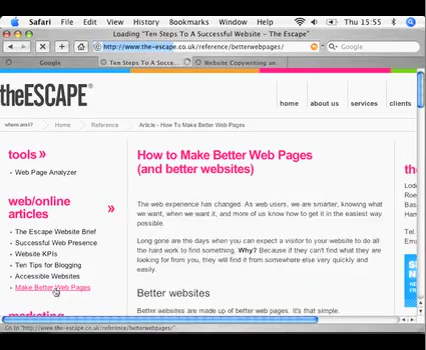 Safari File Edit View History Bookmarks Window Help Thu 15:55
Loading "Ten Steps To A Successful Website – The Escape"
http://www.the-escape.co.uk/reference/betterwebpages/ Google
Google Ten Steps To A Succe... Website Copywriting an...
theESCAPE®
home about us services clients
where am I? Home Reference Article - How To Make Better Web Pages
tools »
Web Page Analyzer
web/online
articles »
The Escape Website Brief
Successful Web Presence
Website KPIs
Ten Tips for Blogging
Accessible Websites
Make Better Web Pages
marketing
How to Make Better Web Pages
(and better websites)
The web experience has changed. As web users, we are smarter, knowing what
we want, when we want it, and more of us know how to get it in the easiest way
possible.
Long gone are the days when you can expect a visitor to your website to do all
the hard work to find something. Why? Because if they can't find what they are
looking for from you, they will find it from somewhere else very quickly and
easily.
Better websites
Better websites are made up of better web pages. It's that simple.
the
Tel.
Ema
Go to "http://www.the-escape.co.uk/reference/betterwebpages/"